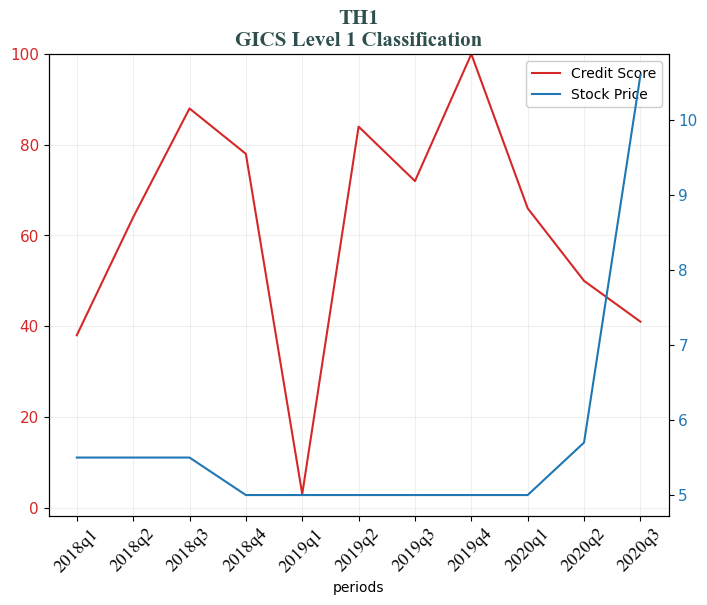 TH1
GICS Level 1 Classification
100
80
60
40
20
0
Credit Score
Stock Price
10
9
8
7
6
5
2018q1
2018q2
2018q3
2018q4
2019q1
2019q2
2019q3
2019q4
2020q1
2020q2
2020q3
periods